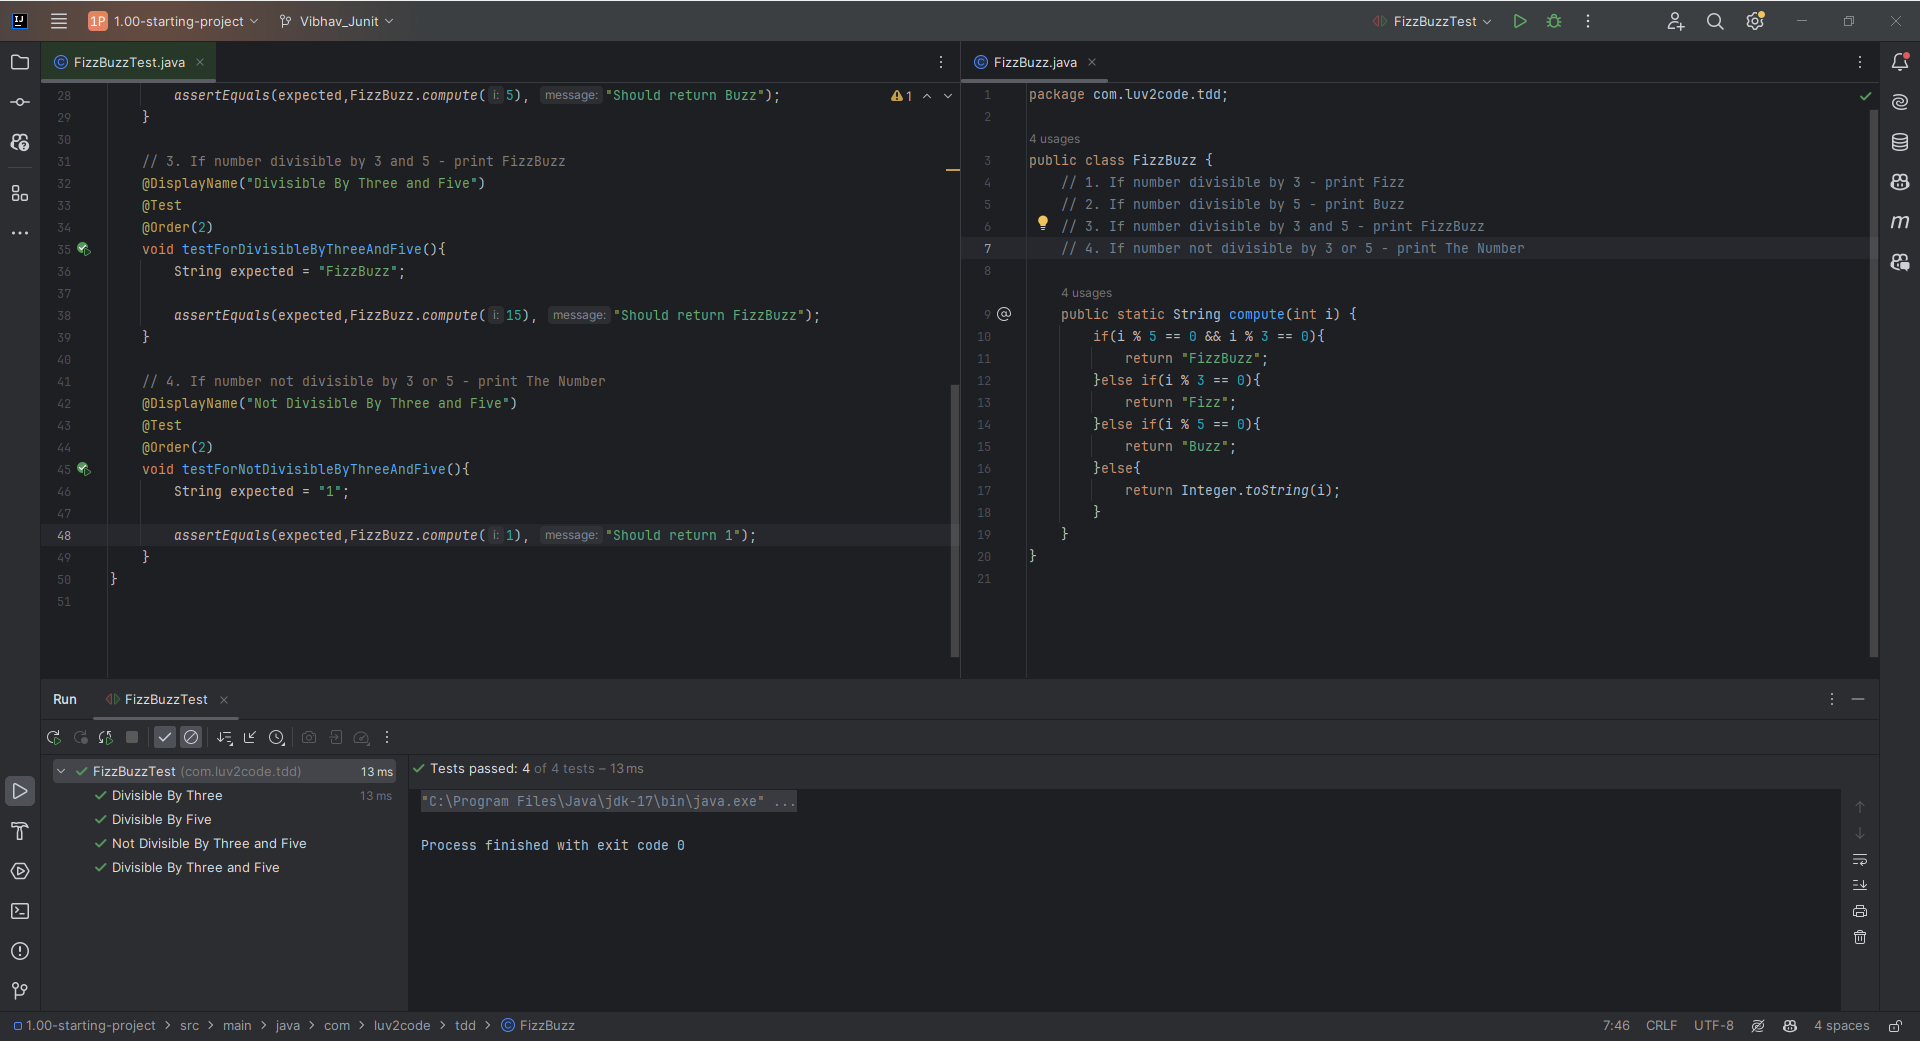 1P 1.00-starting-project Vibhav_Junit FizzBuzzTest
FizzBuzzTest.java
28 assertEquals(expected,FizzBuzz.compute( i: 5), message: "Should return Buzz"); 1
29 }
30
31 // 3. If number divisible by 3 and 5 - print FizzBuzz
32 @DisplayName("Divisible By Three and Five")
33 @Test
34 @Order(2)
35 void testForDivisibleByThreeAndFive(){
36 String expected = "FizzBuzz";
37
38 assertEquals(expected,FizzBuzz.compute( i: 15), message: "Should return FizzBuzz");
39 }
40
41 // 4. If number not divisible by 3 or 5 - print The Number
42 @DisplayName("Not Divisible By Three and Five")
43 @Test
44 @Order(2)
45 void testForNotDivisibleByThreeAndFive(){
46 String expected = "1";
47
48 assertEquals(expected,FizzBuzz.compute( i: 1), message: "Should return 1");
49 }
50 }
51
FizzBuzz.java
1 package com.luv2code.tdd;
2
4 usages
3 public class FizzBuzz {
4 // 1. If number divisible by 3 - print Fizz
5 // 2. If number divisible by 5 - print Buzz
6 // 3. If number divisible by 3 and 5 - print FizzBuzz
7 // 4. If number not divisible by 3 or 5 - print The Number
8
4 usages
9 @ public static String compute(int i) {
10 if(i % 5 == 0 && i % 3 == 0){
11 return "FizzBuzz";
12 }else if(i % 3 == 0){
13 return "Fizz";
14 }else if(i % 5 == 0){
15 return "Buzz";
16 }else{
17 return Integer.toString(i);
18 }
19 }
20 }
21
Run FizzBuzzTest
FizzBuzzTest (com.luv2code.tdd) 13 ms
Divisible By Three 13 ms
Divisible By Five
Not Divisible By Three and Five
Divisible By Three and Five
Tests passed: 4 of 4 tests – 13 ms
"C:\Program Files\Java\jdk-17\bin\java.exe" ...
Process finished with exit code 0
1.00-starting-project > src > main > java > com > luv2code > tdd > FizzBuzz
7:46 CRLF UTF-8 4 spaces